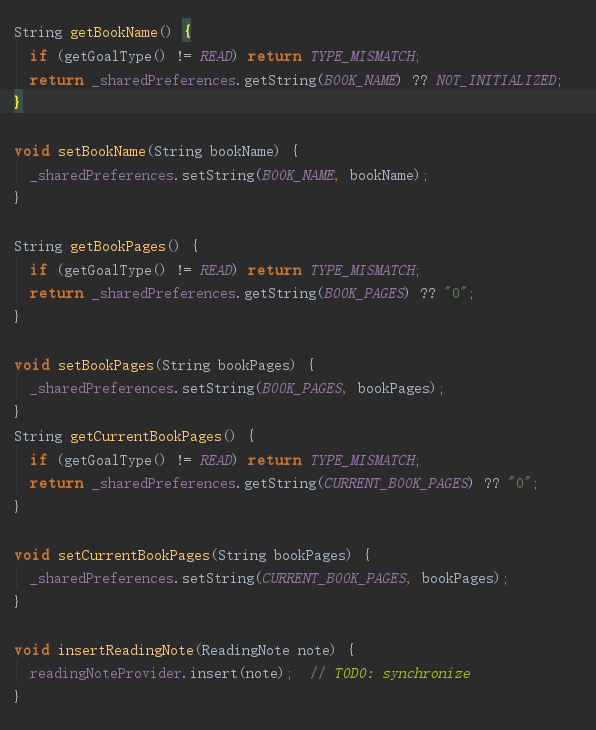 String getBookName() {
  if (getGoalType() != READ) return TYPE_MISMATCH;
  return _sharedPreferences.getString(BOOK_NAME) ?? NOT_INITIALIZED;
}

void setBookName(String bookName) {
  _sharedPreferences.setString(BOOK_NAME, bookName);
}

String getBookPages() {
  if (getGoalType() != READ) return TYPE_MISMATCH;
  return _sharedPreferences.getString(BOOK_PAGES) ?? "0";
}

void setBookPages(String bookPages) {
  _sharedPreferences.setString(BOOK_PAGES, bookPages);
}
String getCurrentBookPages() {
  if (getGoalType() != READ) return TYPE_MISMATCH;
  return _sharedPreferences.getString(CURRENT_BOOK_PAGES) ?? "0";
}

void setCurrentBookPages(String bookPages) {
  _sharedPreferences.setString(CURRENT_BOOK_PAGES, bookPages);
}

void insertReadingNote(ReadingNote note) {
  readingNoteProvider.insert(note);  // TODO: synchronize
}